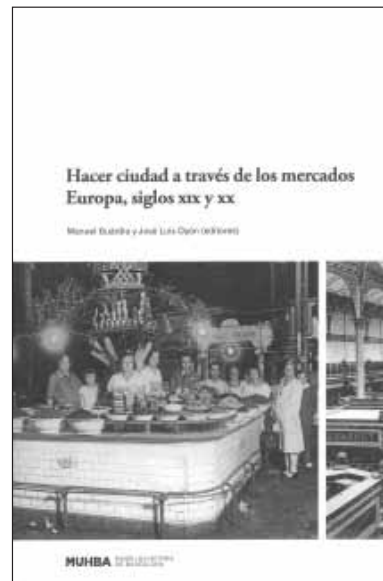 Hacer ciudad a través de los mercados
Europa, siglos XIX y XX
Manuel Guàrdia y José Luis Oyón (editores)
MUHBA